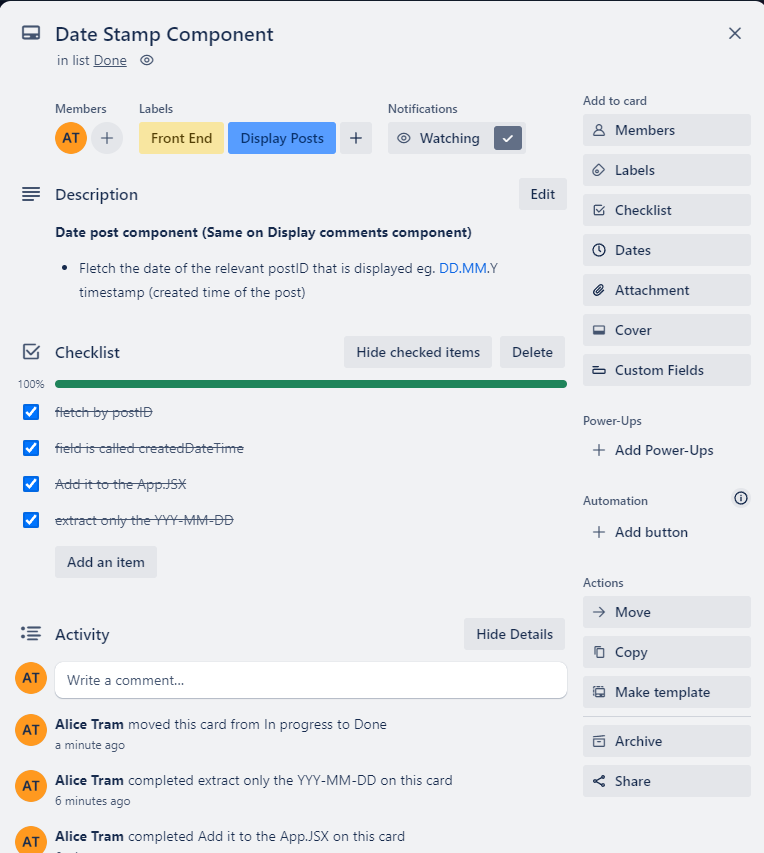 Date Stamp Component
in list Done
Members
Labels
Notifications
AT
Front End
Display Posts
Watching
Description
Edit
Date post component (Same on Display comments component)
Fletch the date of the relevant postID that is displayed eg. DD.MM.Y
timestamp (created time of the post)
Checklist
Hide checked items
Delete
100%
fletch by postID
field is called createdDateTime
Add it to the App.JSX
extract only the YYY-MM-DD
Add an item
Activity
Hide Details
AT
Write a comment…
AT
Alice Tram moved this card from In progress to Done
a minute ago
AT
Alice Tram completed extract only the YYY-MM-DD on this card
6 minutes ago
AT
Alice Tram completed Add it to the App.JSX on this card
Add to card
Members
Labels
Checklist
Dates
Attachment
Cover
Custom Fields
Power-Ups
Add Power-Ups
Automation
Add button
Actions
Move
Copy
Make template
Archive
Share